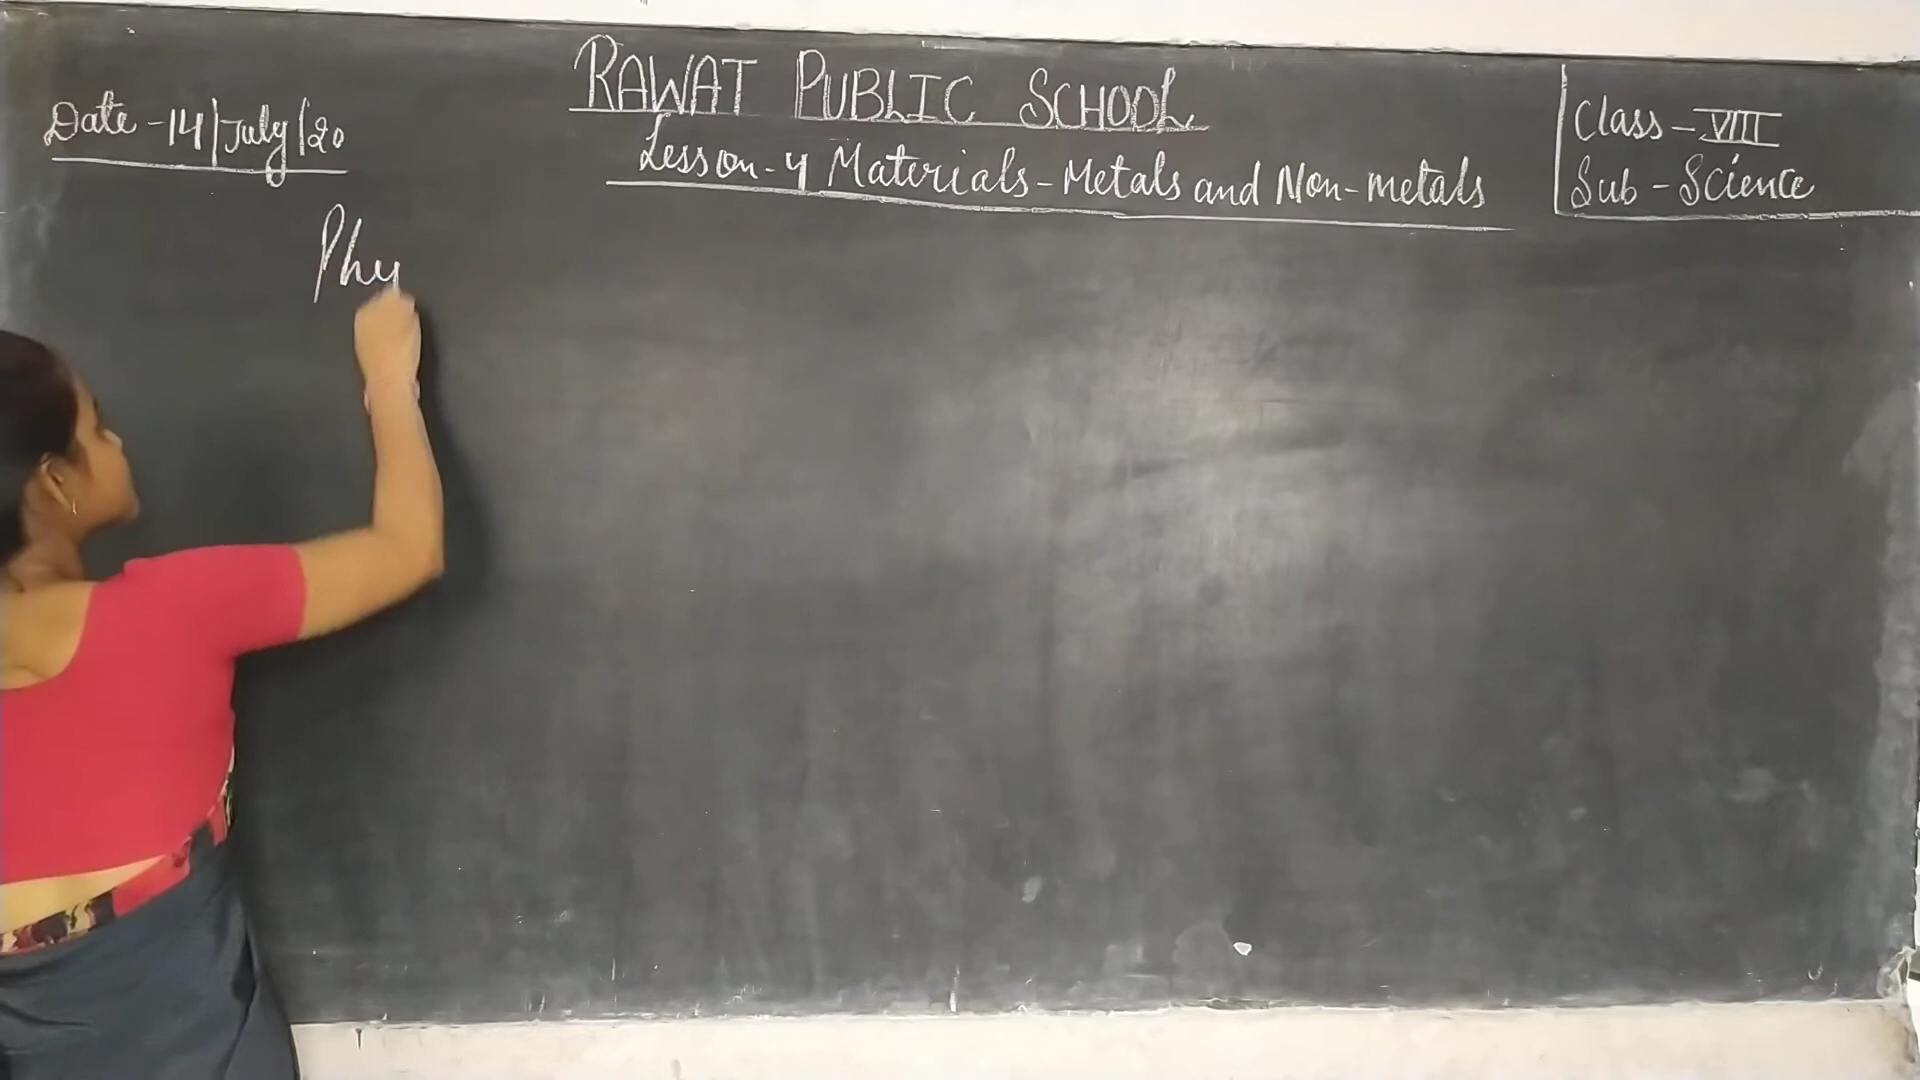 RAWAT PUBLIC SCHOOL
Date - 14|July|20
Lesson - 4 Materials - Metals and Non-metals
Class - VIII
Sub - Science
Phy